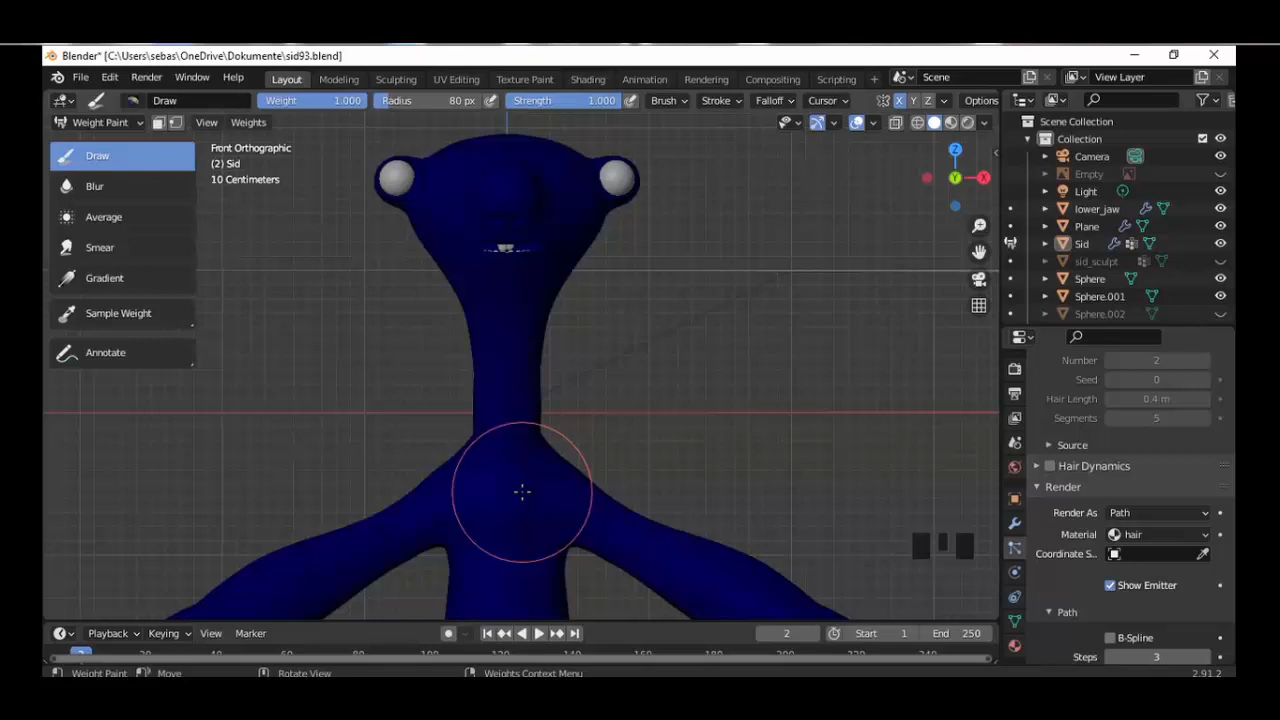 Blender* [C:\Users\sebas\OneDrive\Dokumente\sid93.blend]
File Edit Render Window Help Layout Modeling Sculpting UV Editing Texture Paint Shading Animation Rendering Compositing Scripting + Scene View Layer
Draw Weight 1.000 Radius 80 px Strength 1.000 Brush Stroke Falloff Cursor X Y Z Options
Weight Paint View Weights
Scene Collection
Collection
Camera
Empty
Light
lower_jaw
Plane
Sid
sid_sculpt
Sphere
Sphere.001
Sphere.002
Draw
Blur
Average
Smear
Gradient
Sample Weight
Annotate
Front Orthographic
(2) Sid
10 Centimeters
Z
Y
X
Number 2
Seed 0
Hair Length 0.4 m
Segments 5
Source
Hair Dynamics
Render
Render As Path
Material hair
Coordinate S...
Show Emitter
Path
B-Spline
Steps 3
Playback Keying View Marker 2 Start 1 End 250
Weight Paint Move Rotate View Weights Context Menu 2.91.2